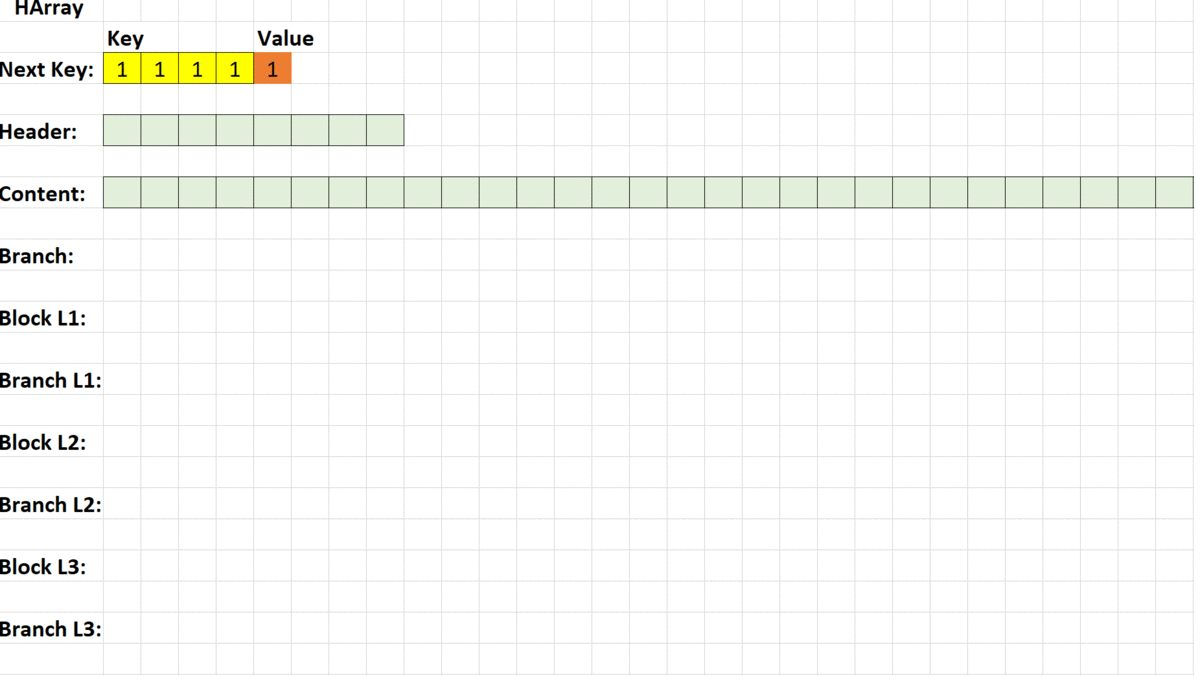 HArray
Key Value
Next Key: 1 1 1 1 1
Header:
Content:
Branch:
Block L1:
Branch L1:
Block L2:
Branch L2:
Block L3:
Branch L3: